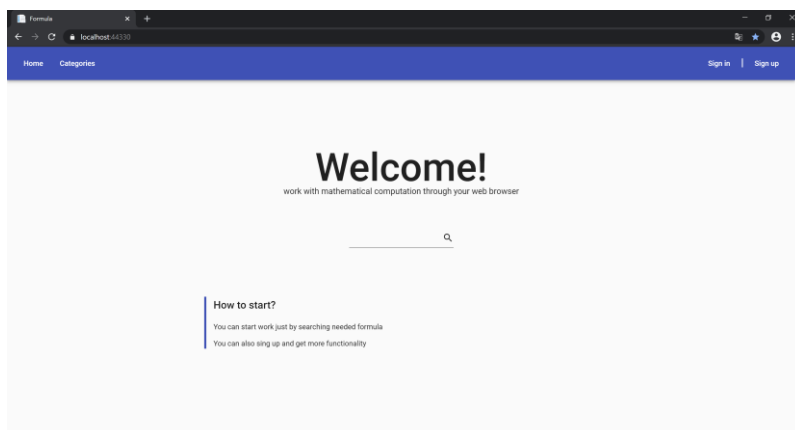 Formula
localhost:44330
Home Categories Sign in | Sign up
Welcome!
work with mathematical computation through your web browser
How to start?
You can start work just by searching needed formula
You can also sing up and get more functionality